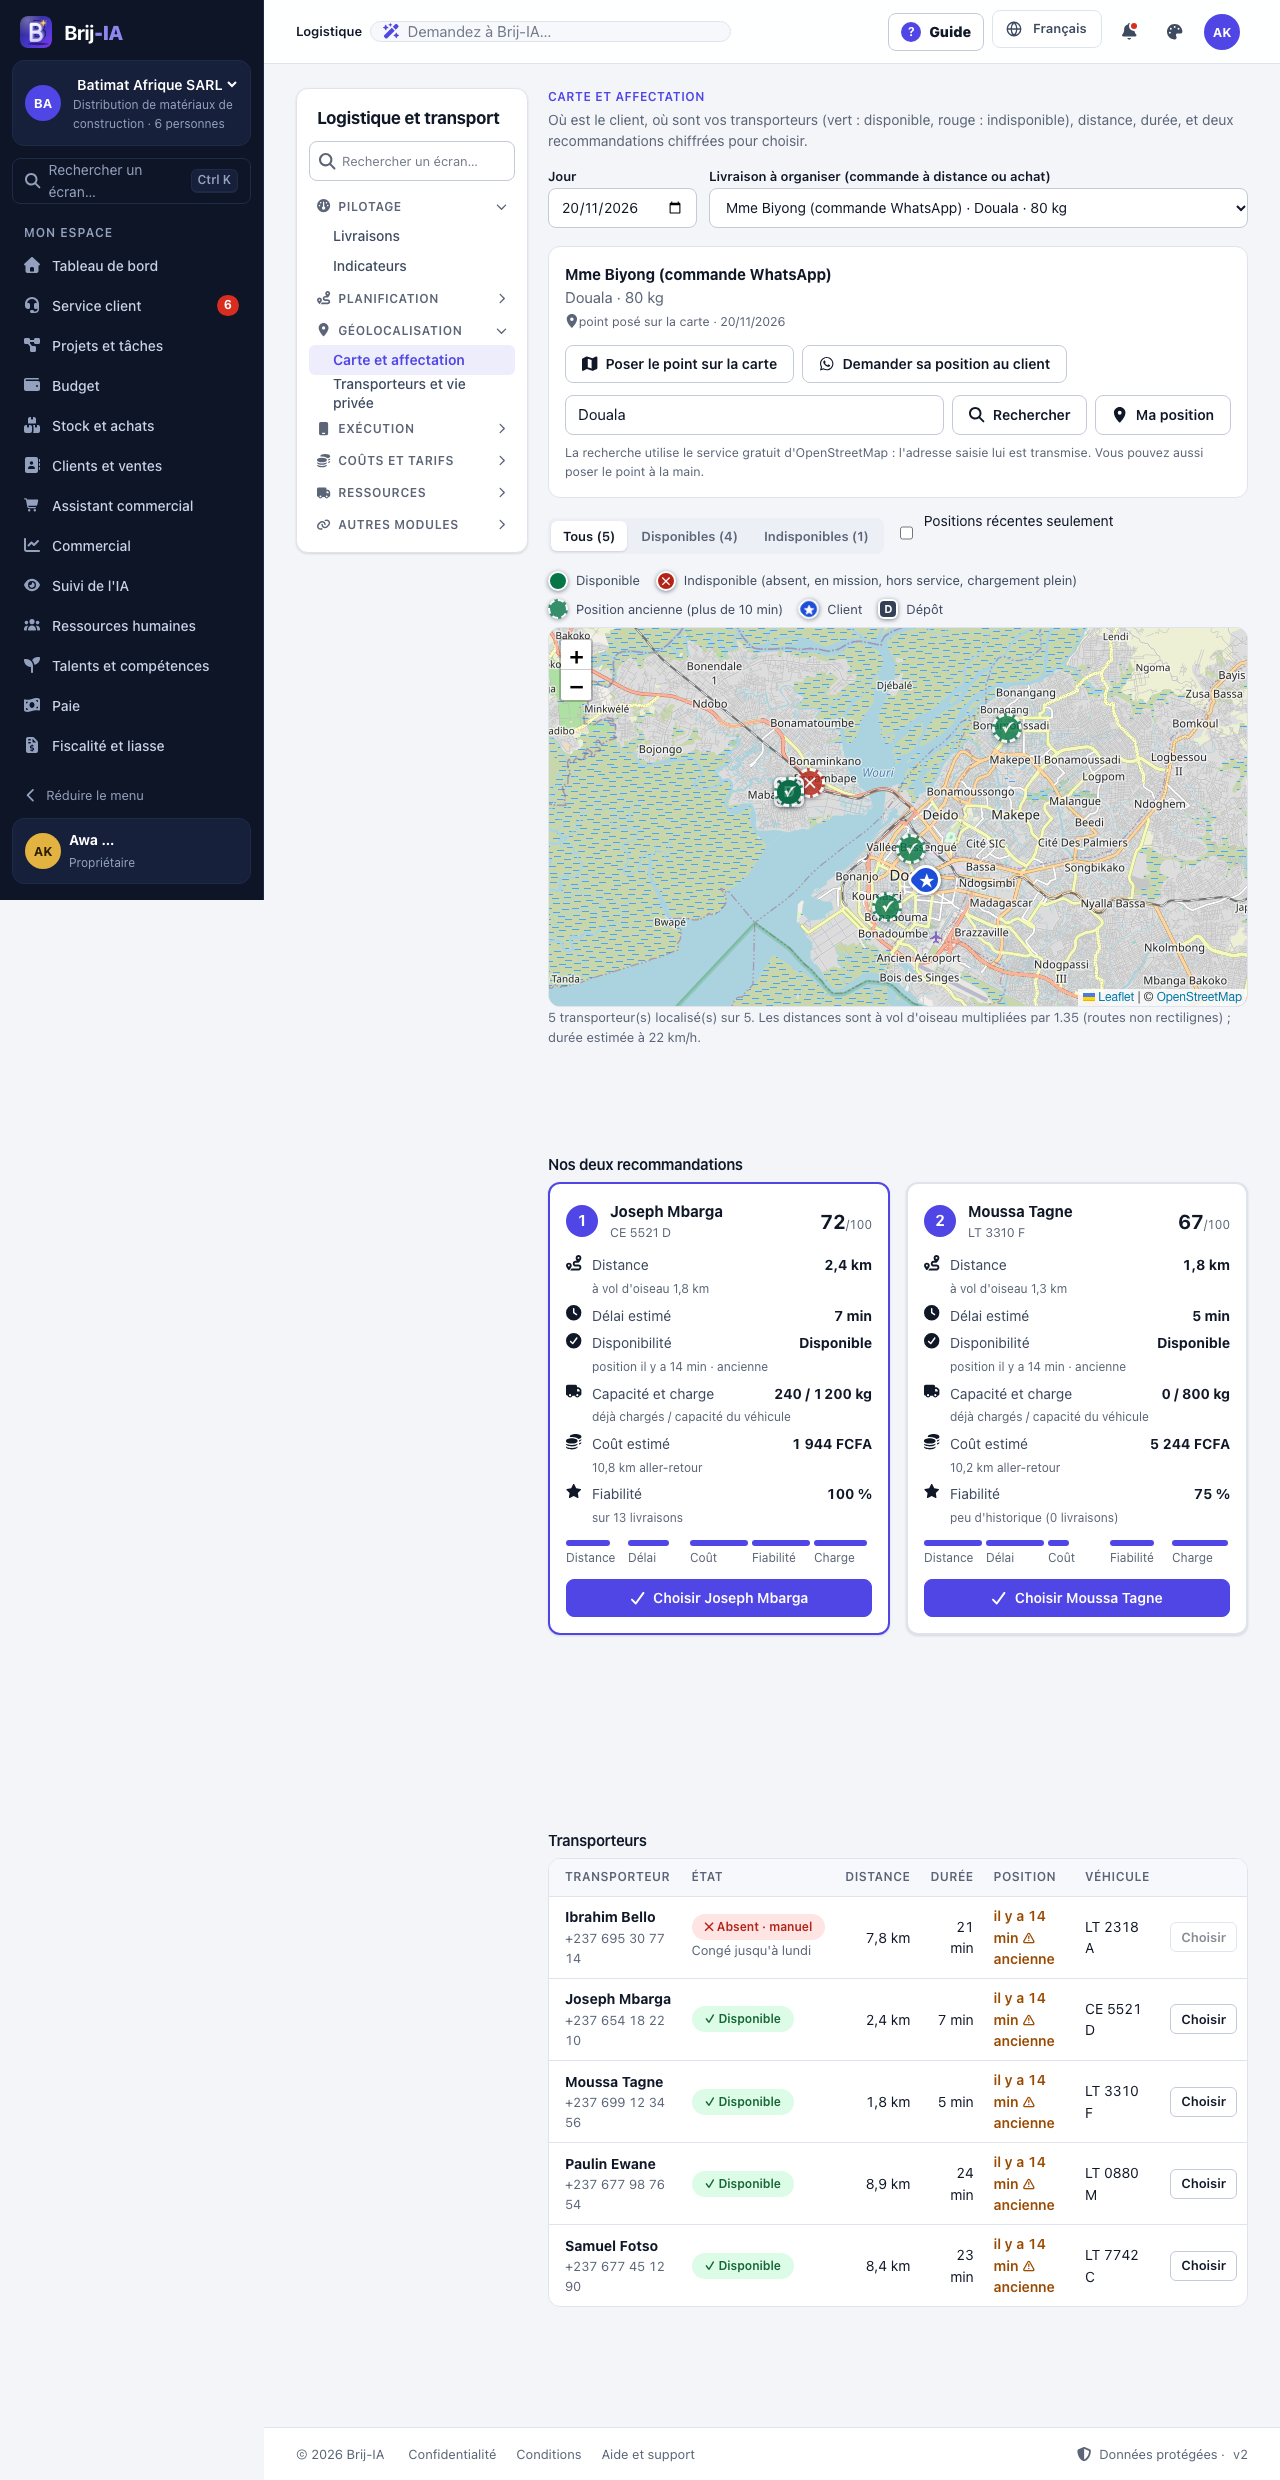 Brij-IA
BA
Batimat Afrique SARL
Distribution de matériaux de
construction · 6 personnes
Rechercher un
écran...
Ctrl K
MON ESPACE
Tableau de bord
Service client
6
Projets et tâches
Budget
Stock et achats
Clients et ventes
Assistant commercial
Commercial
Suivi de l'IA
Ressources humaines
Talents et compétences
Paie
Fiscalité et liasse
Réduire le menu
AK
Awa ...
Propriétaire
Logistique
Demandez à Brij-IA...
? Guide
Français
AK
Logistique et transport
Rechercher un écran...
PILOTAGE
Livraisons
Indicateurs
PLANIFICATION
GÉOLOCALISATION
Carte et affectation
Transporteurs et vie
privée
EXÉCUTION
COÛTS ET TARIFS
RESSOURCES
AUTRES MODULES
CARTE ET AFFECTATION
Où est le client, où sont vos transporteurs (vert : disponible, rouge : indisponible), distance, durée, et deux
recommandations chiffrées pour choisir.
Jour
20/11/2026
Livraison à organiser (commande à distance ou achat)
Mme Biyong (commande WhatsApp) · Douala · 80 kg
Mme Biyong (commande WhatsApp)
Douala · 80 kg
point posé sur la carte · 20/11/2026
Poser le point sur la carte
Demander sa position au client
Douala
Rechercher
Ma position
La recherche utilise le service gratuit d'OpenStreetMap : l'adresse saisie lui est transmise. Vous pouvez aussi
poser le point à la main.
Tous (5)
Disponibles (4)
Indisponibles (1)
Positions récentes seulement
Disponible
Indisponible (absent, en mission, hors service, chargement plein)
Position ancienne (plus de 10 min)
Client
D Dépôt
+
−
Bakoko
Bonendale
1
Djébalé
Lendi
Ngoma
Bayis
Zusa Bassa
Bonangang
Bonagang
Minkwélé
Ndobo
Bonamatoumbe
Bomkoul
Bojongo
Bonaminkano
Wouri
Makepe II Bonamoussadi
Logbessou
II
Logpom
Bonamoussongo
Malangue
Ndoghem
Deido
Makepe
Beedi
Cité SIC
Cité Des Palmiers
Bonanjo
Bassa
Songbikako
Ndogsimbi
Madagascar
Nyalla Bassa
Bwapé
Bonadoumbe
Brazzaville
Nkolmbong
Ancien Aéroport
Ndogpassi
III
Bois des Singes
Mbanga Bakoko
Tanda
Leaflet | © OpenStreetMap
5 transporteur(s) localisé(s) sur 5. Les distances sont à vol d'oiseau multipliées par 1.35 (routes non rectilignes) ;
durée estimée à 22 km/h.
Nos deux recommandations
1
Joseph Mbarga
CE 5521 D
72/100
Distance
2,4 km
à vol d'oiseau 1,8 km
Délai estimé
7 min
Disponibilité
Disponible
position il y a 14 min · ancienne
Capacité et charge
240 / 1 200 kg
déjà chargés / capacité du véhicule
Coût estimé
1 944 FCFA
10,8 km aller-retour
Fiabilité
100 %
sur 13 livraisons
Distance Délai Coût Fiabilité Charge
Choisir Joseph Mbarga
2
Moussa Tagne
LT 3310 F
67/100
Distance
1,8 km
à vol d'oiseau 1,3 km
Délai estimé
5 min
Disponibilité
Disponible
position il y a 14 min · ancienne
Capacité et charge
0 / 800 kg
déjà chargés / capacité du véhicule
Coût estimé
5 244 FCFA
10,2 km aller-retour
Fiabilité
75 %
peu d'historique (0 livraisons)
Distance Délai Coût Fiabilité Charge
Choisir Moussa Tagne
Transporteurs
TRANSPORTEUR ÉTAT DISTANCE DURÉE POSITION VÉHICULE
Ibrahim Bello
+237 695 30 77
14
Absent · manuel
Congé jusqu'à lundi
7,8 km
21
min
il y a 14
min
ancienne
LT 2318
A
Choisir
Joseph Mbarga
+237 654 18 22
10
Disponible
2,4 km
7 min
il y a 14
min
ancienne
CE 5521
D
Choisir
Moussa Tagne
+237 699 12 34
56
Disponible
1,8 km
5 min
il y a 14
min
ancienne
LT 3310
F
Choisir
Paulin Ewane
+237 677 98 76
54
Disponible
8,9 km
24
min
il y a 14
min
ancienne
LT 0880
M
Choisir
Samuel Fotso
+237 677 45 12
90
Disponible
8,4 km
23
min
il y a 14
min
ancienne
LT 7742
C
Choisir
© 2026 Brij-IA
Confidentialité
Conditions
Aide et support
Données protégées · v2